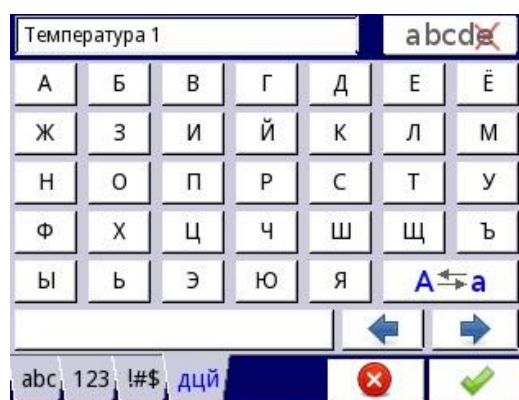 Температура 1 abcde
А Б В Г Д Е Ё
Ж З И Й К Л М
Н О П Р С Т У
Ф Х Ц Ч Ш Щ Ъ
Ы Ь Э Ю Я A a
abc 123 !#$ дцй